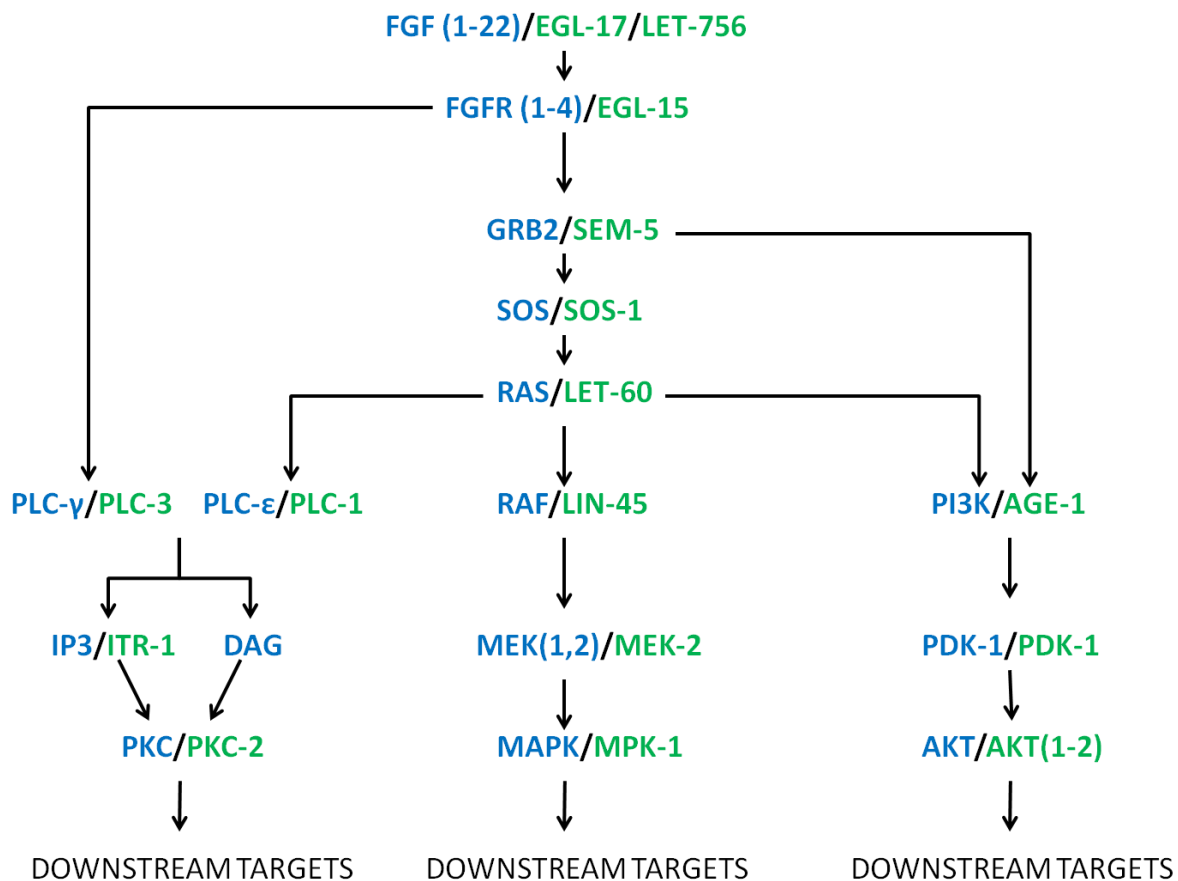 FGF (1-22)/EGL-17/LET-756
FGFR (1-4)/EGL-15
GRB2/SEM-5
SOS/SOS-1
RAS/LET-60
PLC-γ/PLC-3 PLC-ε/PLC-1 RAF/LIN-45 PI3K/AGE-1
IP3/ITR-1 DAG MEK(1,2)/MEK-2 PDK-1/PDK-1
PKC/PKC-2 MAPK/MPK-1 AKT/AKT(1-2)
DOWNSTREAM TARGETS DOWNSTREAM TARGETS DOWNSTREAM TARGETS